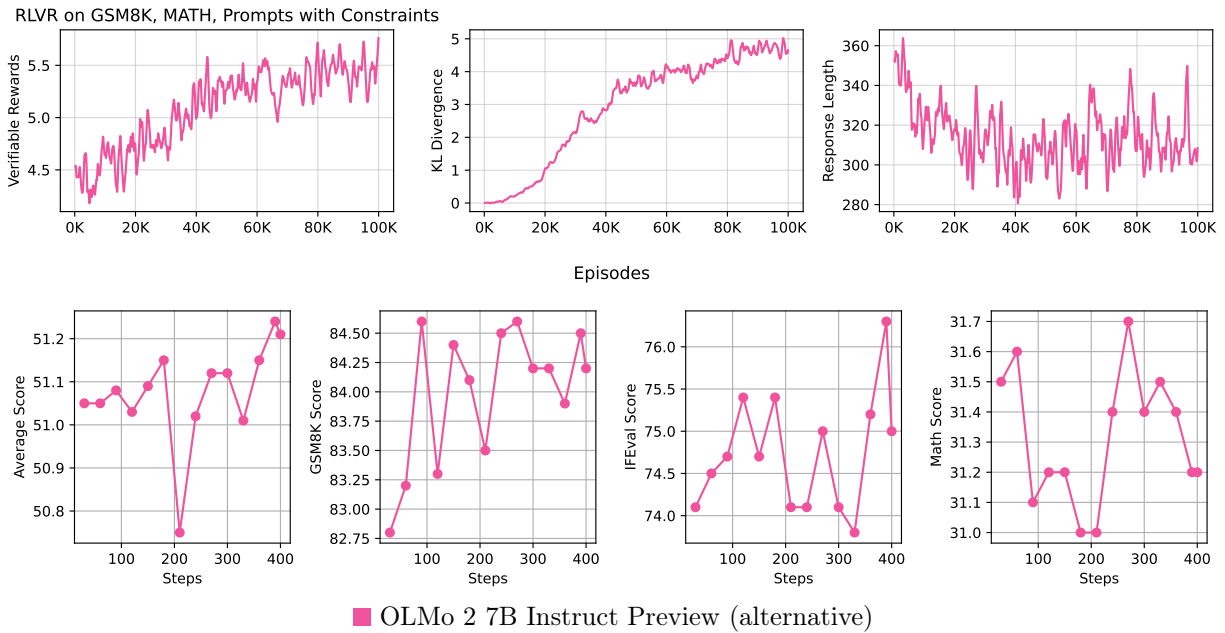 RLVR on GSM8K, MATH, Prompts with Constraints
Verifiable Rewards
5.5
5.0
4.5
0K 20K 40K 60K 80K 100K
KL Divergence
5
4
3
2
1
0
0K 20K 40K 60K 80K 100K
Response Length
360
340
320
300
280
0K 20K 40K 60K 80K 100K
Episodes
Average Score
51.2
51.1
51.0
50.9
50.8
100 200 300 400
Steps
GSM8K Score
84.50
84.25
84.00
83.75
83.50
83.25
83.00
82.75
100 200 300 400
Steps
IFEval Score
76.0
75.5
75.0
74.5
74.0
100 200 300 400
Steps
Math Score
31.7
31.6
31.5
31.4
31.3
31.2
31.1
31.0
100 200 300 400
Steps
OLMo 2 7B Instruct Preview (alternative)